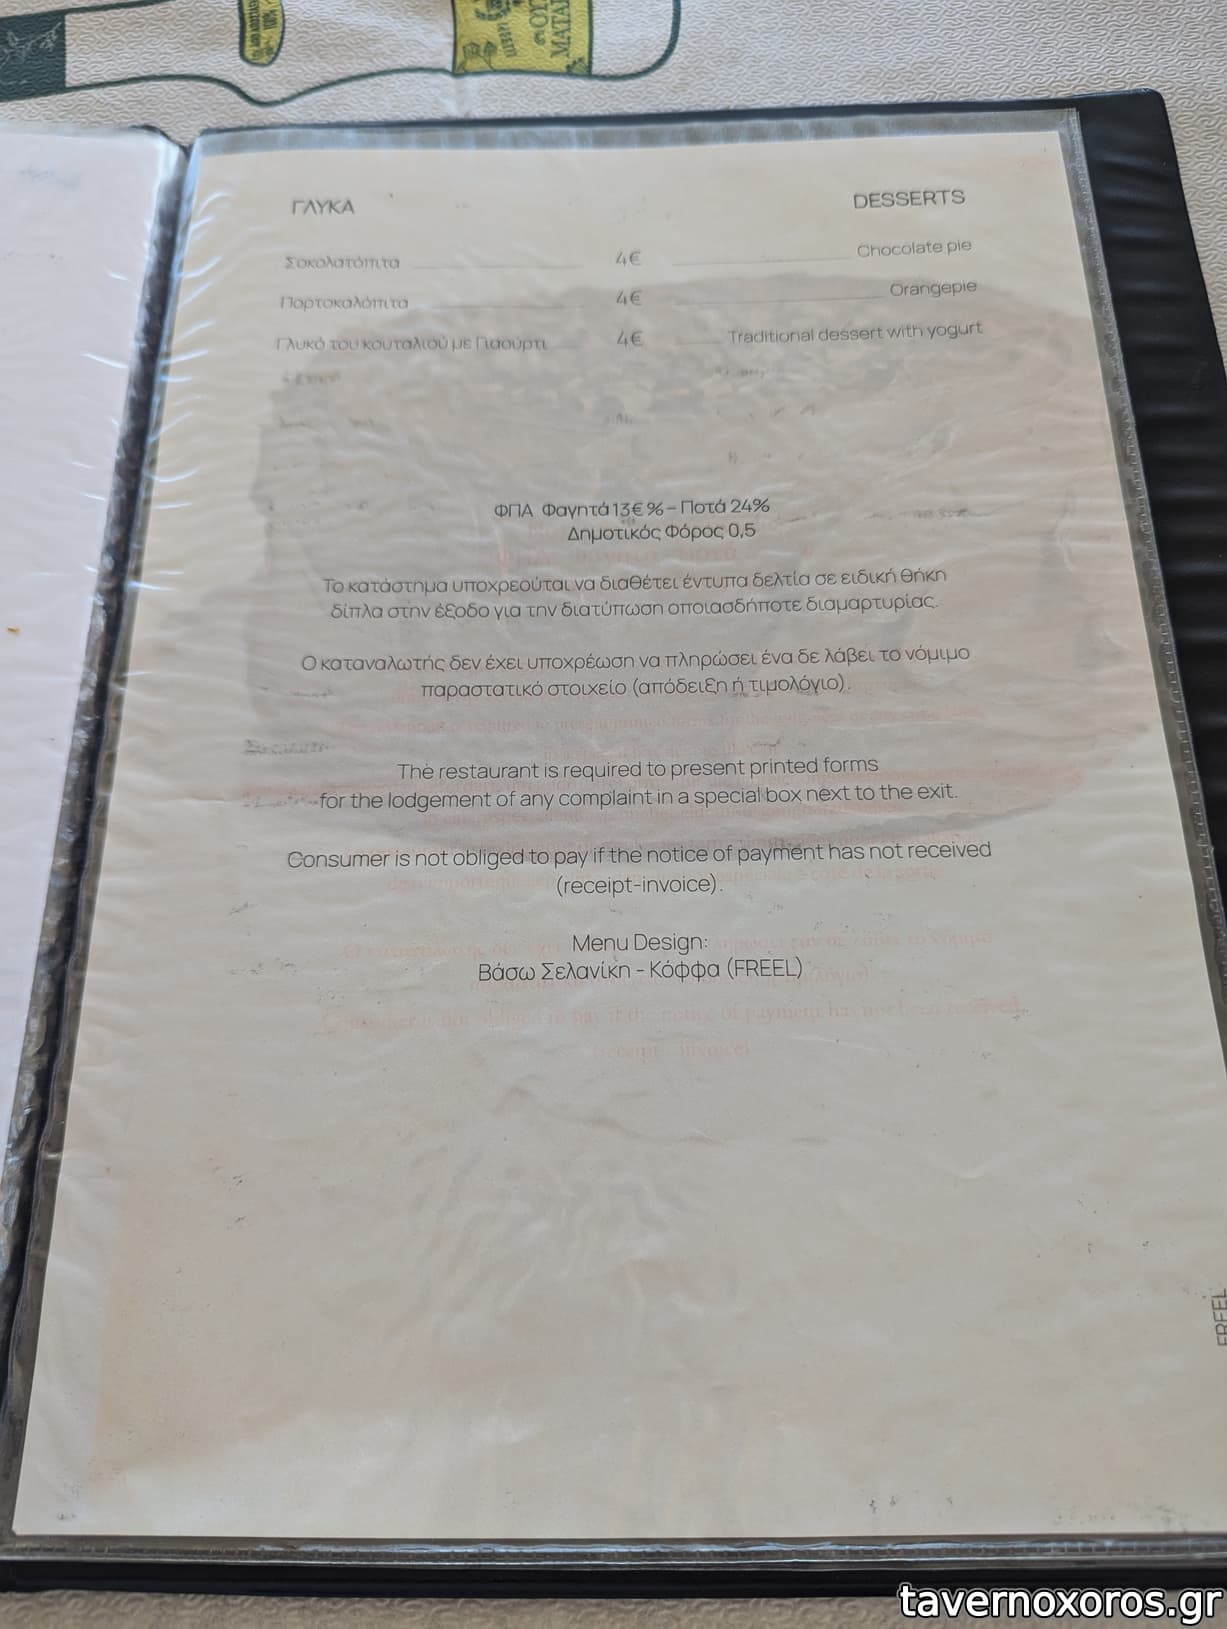 ΓΛΥΚΑ DESSERTS
Σοκολατόπιτα 4€ Chocolate pie
Πορτοκαλόπιτα 4€ Orangepie
Γλυκό του κουταλιού με Γιαούρτι 4€ Traditional dessert with yogurt
ΦΠΑ Φαγητά 13€ % – Ποτά 24%
Δημοτικός Φόρος 0,5
Το κατάστημα υποχρεούται να διαθέτει έντυπα δελτία σε ειδική θήκη
δίπλα στην έξοδο για την διατύπωση οποιασδήποτε διαμαρτυρίας.
Ο καταναλωτής δεν έχει υποχρέωση να πληρώσει ένα δε λάβει το νόμιμο
παραστατικό στοιχείο (απόδειξη ή τιμολόγιο).
The restaurant is required to present printed forms
for the lodgement of any complaint in a special box next to the exit.
Consumer is not obliged to pay if the notice of payment has not received
(receipt-invoice).
Menu Design:
Βάσω Σελανίκη - Κόφφα (FREEL)
FREEL
tavernoxoros.gr